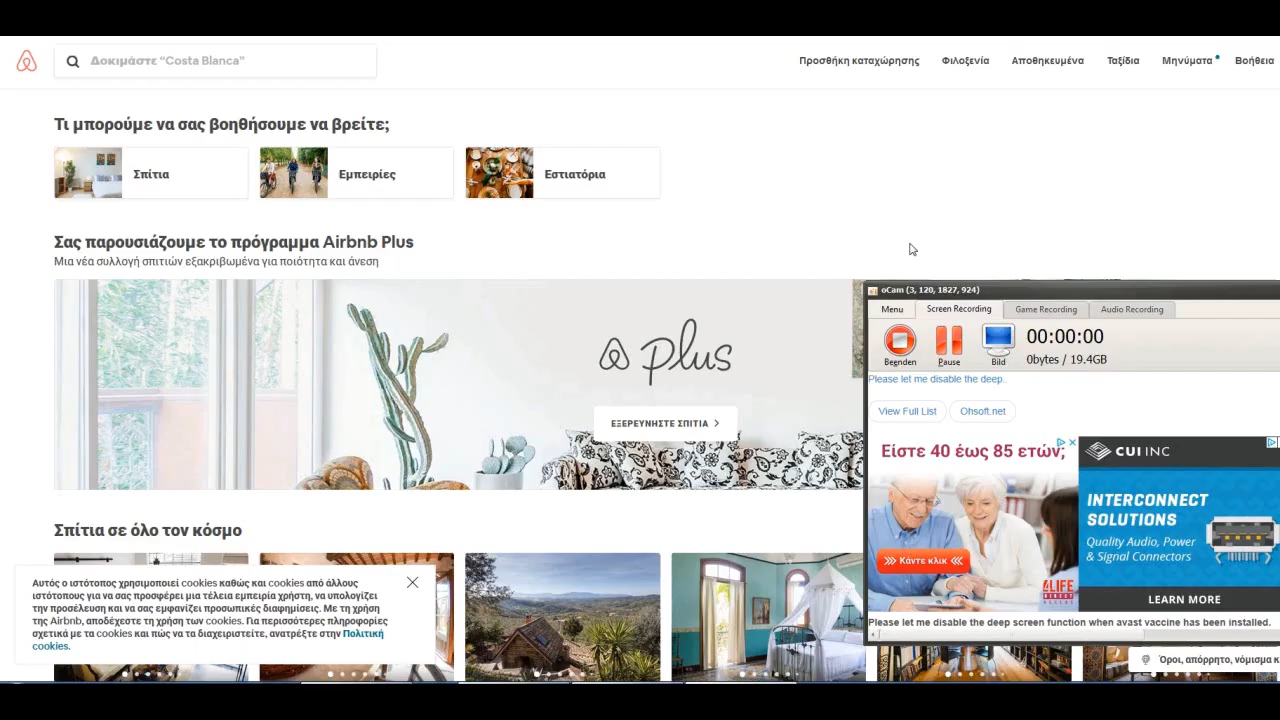 Δοκιμάστε “Costa Blanca”
Προσθήκη καταχώρησης
Φιλοξενία
Αποθηκευμένα
Ταξίδια
Μηνύματα
Βοήθεια
Τι μπορούμε να σας βοηθήσουμε να βρείτε;
Σπίτια
Εμπειρίες
Εστιατόρια
Σας παρουσιάζουμε το πρόγραμμα Airbnb Plus
Μια νέα συλλογή σπιτιών εξακριβωμένα για ποιότητα και άνεση
plus
ΕΞΕΡΕΥΝΗΣΤΕ ΣΠΙΤΙΑ
Σπίτια σε όλο τον κόσμο
Αυτός ο ιστότοπος χρησιμοποιεί cookies καθώς και cookies από άλλους
ιστότοπους για να σας προσφέρει μια τέλεια εμπειρία χρήστη, να υπολογίζει
την προσέλευση και να σας εμφανίζει προσωπικές διαφημίσεις. Με τη χρήση
της Airbnb, αποδέχεστε τη χρήση των cookies. Για περισσότερες πληροφορίες
σχετικά με τα cookies και πώς να τα διαχειριστείτε, ανατρέξτε στην Πολιτική
cookies.
oCam (3, 120, 1827, 924)
Menu
Screen Recording
Game Recording
Audio Recording
Beenden
Pause
Bild
00:00:00
0bytes / 19.4GB
Please let me disable the deep..
View Full List
Ohsoft.net
Είστε 40 έως 85 ετών;
Κάντε κλικ
4LIFE
DIRECT
CUI INC
INTERCONNECT
SOLUTIONS
Quality Audio, Power
& Signal Connectors
LEARN MORE
Please let me disable the deep screen function when avast vaccine has been installed.
Όροι, απόρρητο, νόμισμα κ